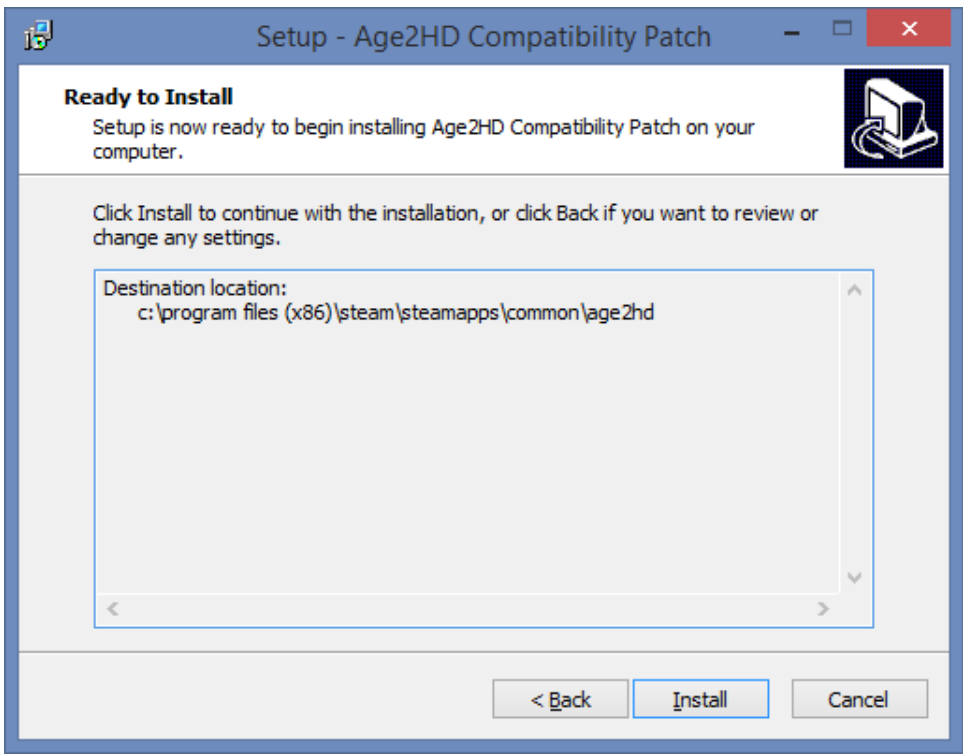 Setup - Age2HD Compatibility Patch
Ready to Install
Setup is now ready to begin installing Age2HD Compatibility Patch on your
computer.
Click Install to continue with the installation, or click Back if you want to review or
change any settings.
Destination location:
c:\program files (x86)\steam\steamapps\common\age2hd
< Back Install Cancel